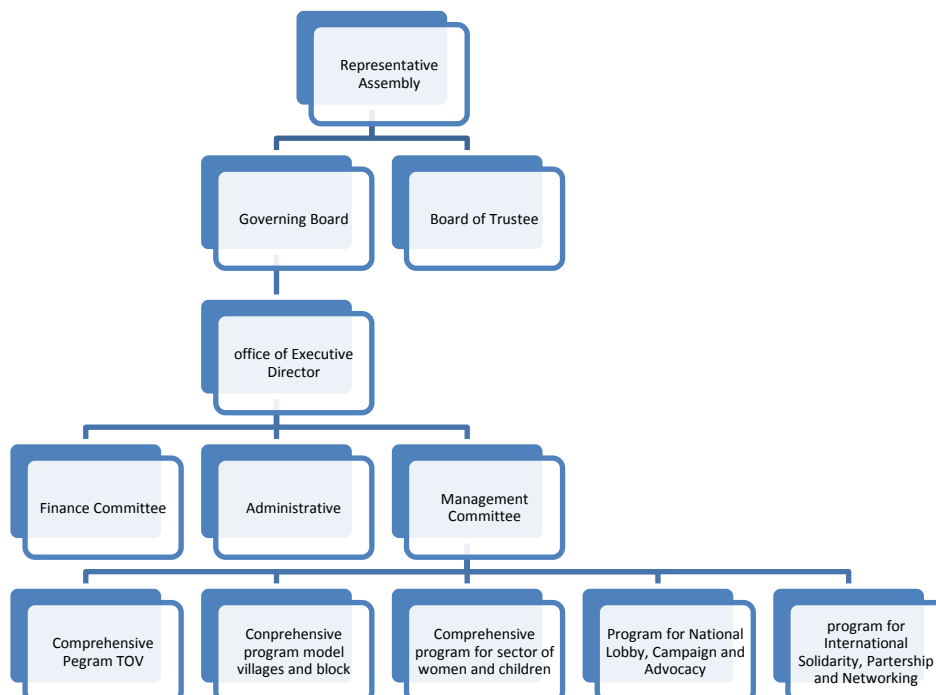 Representative
Assembly
Governing Board
Board of Trustee
office of Executive
Director
Finance Committee
Administrative
Management
Committee
Comprehensive
Pegram TOV
Conprehensive
program model
villages and block
Comprehensive
program for sector of
women and children
Program for National
Lobby, Campaign and
Advocacy
program for
International
Solidarity, Partership
and Networking